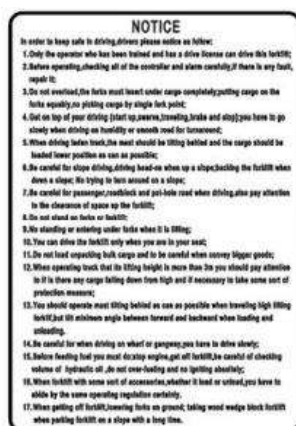 NOTICE
In order to keep safe in driving,drivers please notice as follow:
1.Only the operator who has been trained and has a drive license can drive this forklift;
2.Before operating,checking all of the controller and alarm carefully,if there is any fault,
repair it;
3.Do not overload,the forks must insert under cargo completely;putting cargo on the
forks equably,no picking cargo by single fork point;
4.Get on top of your driving (start up,swerve,traveling,brake and stop);you have to go
slowly when driving on humidity or smooth road for turnaround;
5.When driving laden truck,the mast should be tilting behind and the cargo should be
loaded lower position as can as possible;
6.Be careful for slope driving, driving head-on when up a slope;backing the forklift when
down a slope; No trying to turn around on a slope;
7.Be careful for passenger,roadblock and pot-hole road when driving,also pay attention
to the clearance of space up the forklift;
8.Do not stand on forks or forklift;
9.No standing or entering under forks when it is lifting;
10.You can drive the forklift only when you are in your seat;
11.Do not load unpacking bulk cargo and to be careful when convey bigger goods;
12.When operating truck that its lifting height is more than 3m you should pay attention
to if is there any cargo falling down from high and if necessary to take some sort of
protection measure;
13.You should operate mast tilting behind as can as possible when traveling high lifting
forklift,but tilt minimum angle between forward and backward when loading and
unloading.
14.Be careful for when driving on wharf or gangway,you have to drive slowly;
15.Before feeding fuel you must do:stop engine,get off forklift,be careful of checking
volume of hydraulic oil ,do not over-fueling and no igniting absolutely;
16.When forklift with some sort of accessories,whether it load or unload,you have to
abide by the same operating regulation certainly.
17.When getting off forklift,lowering forks on ground; taking wood wedge block forklift
when parking forklift on a slope with a long time.